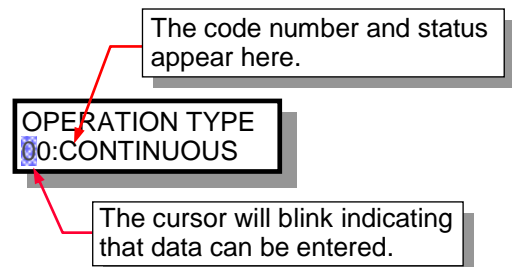 The code number and status
appear here.
OPERATION TYPE
00:CONTINUOUS
The cursor will blink indicating
that data can be entered.